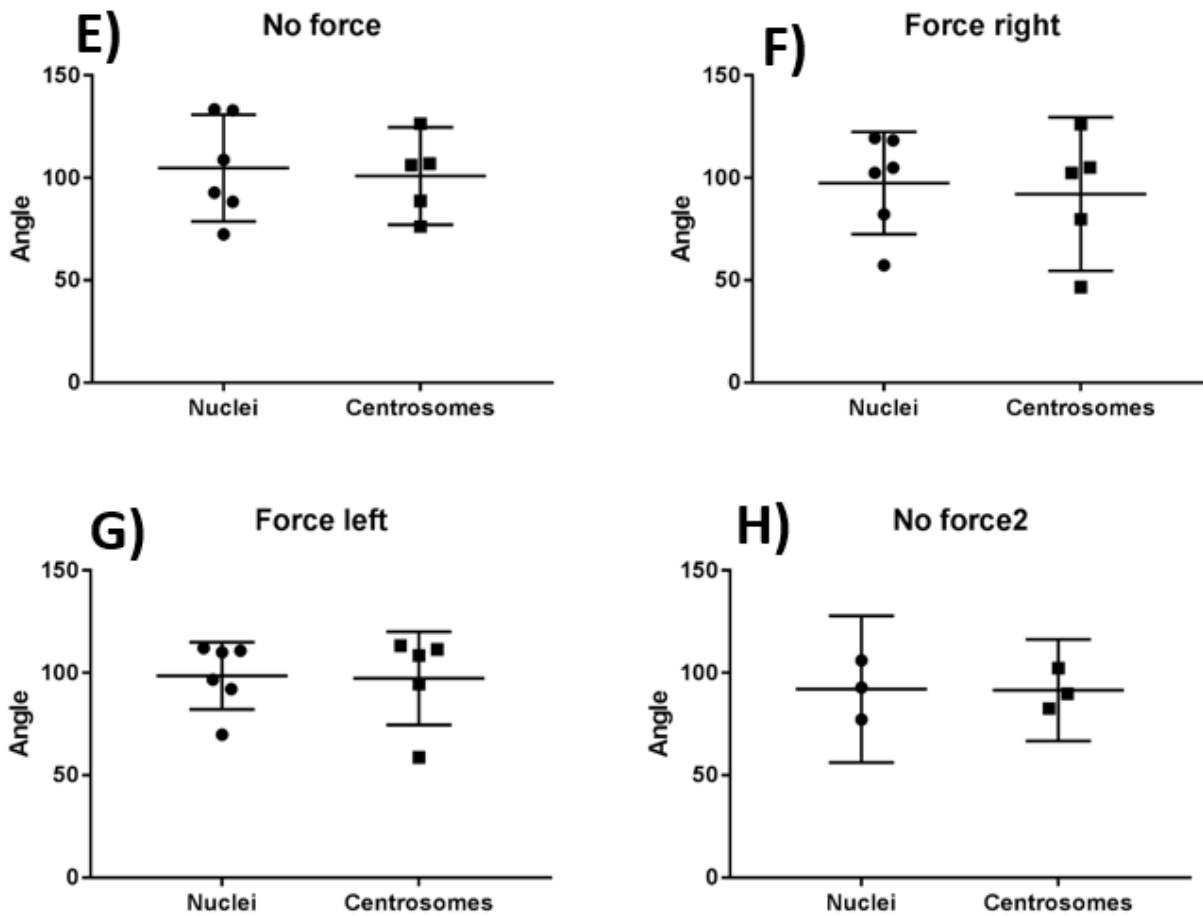 E)
No force
150
100
50
0
Angle
Nuclei
Centrosomes
F)
Force right
150
100
50
0
Angle
Nuclei
Centrosomes
G)
Force left
150
100
50
0
Angle
Nuclei
Centrosomes
H)
No force2
150
100
50
0
Angle
Nuclei
Centrosomes